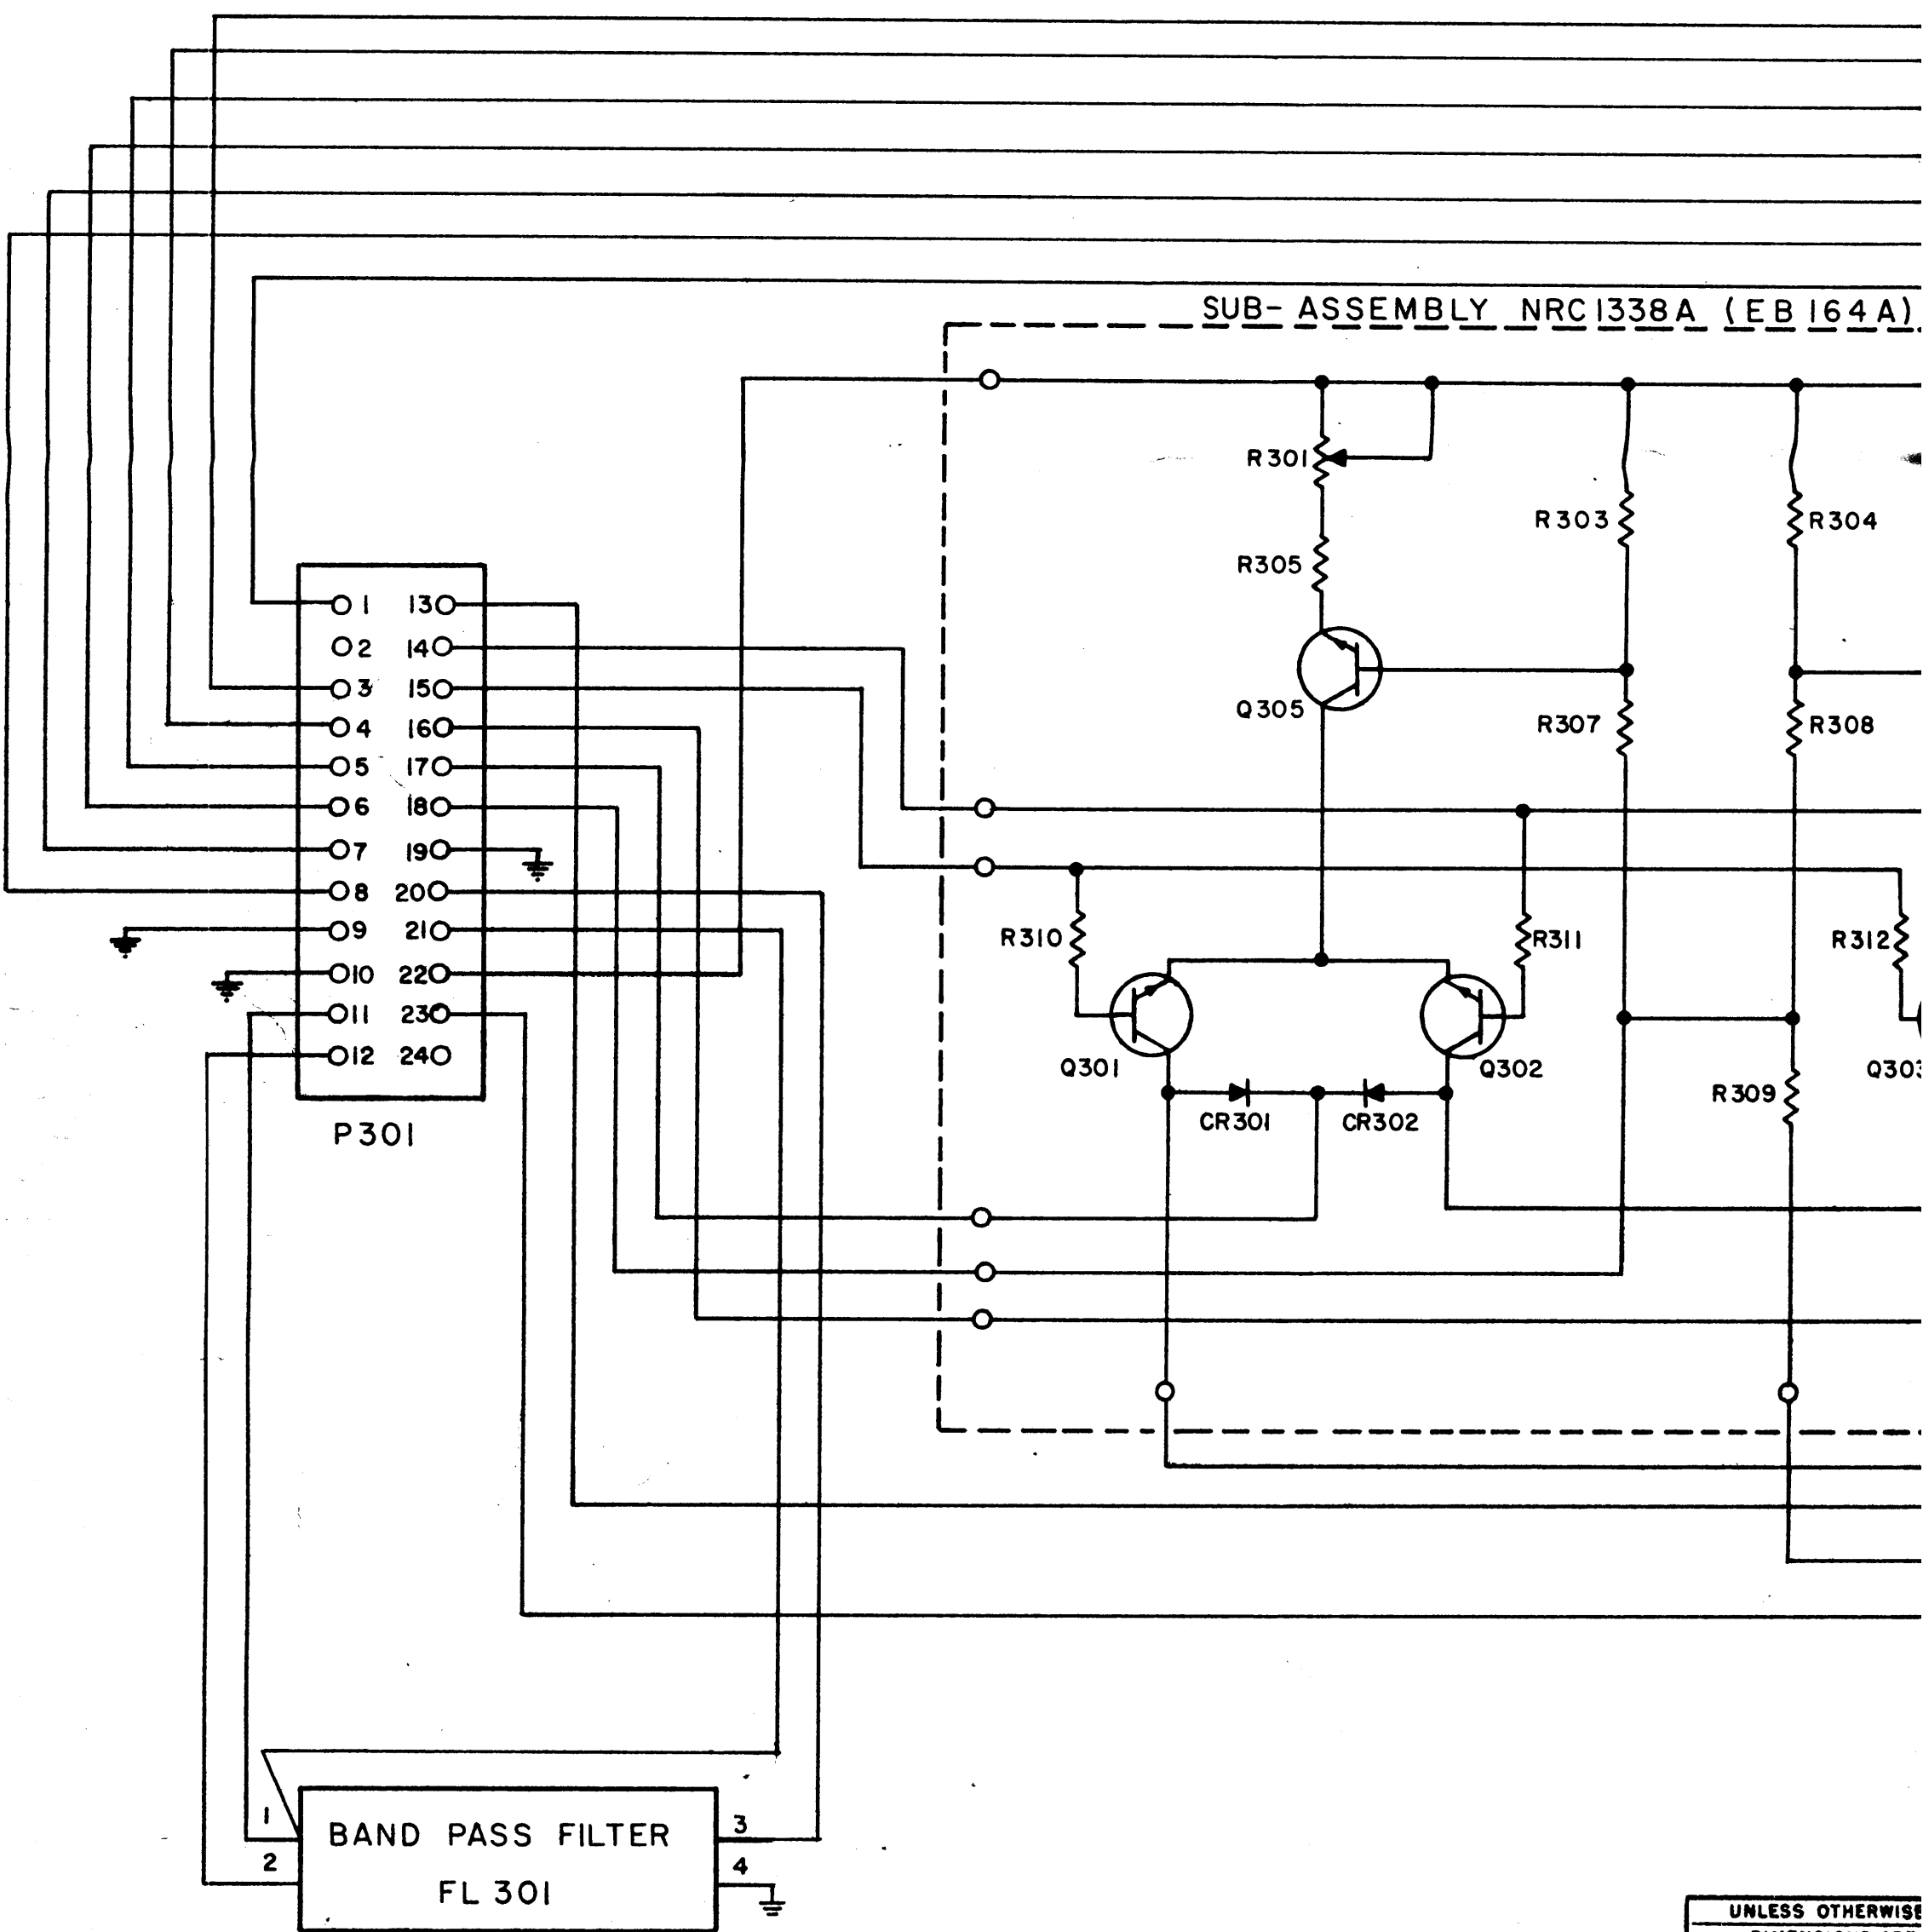 SUB-ASSEMBLY NRC1338A (EB164A)
R301
R303
R304
R305
1 13
2 14
3 15
4 16
5 17
6 18
7 19
8 20
9 21
10 22
11 23
12 24
P301
Q305
R307
R308
R310
R311
R312
Q301
Q302
Q303
CR301
CR302
R309
1
2
BAND PASS FILTER
FL 301
3
4
UNLESS OTHERWISE